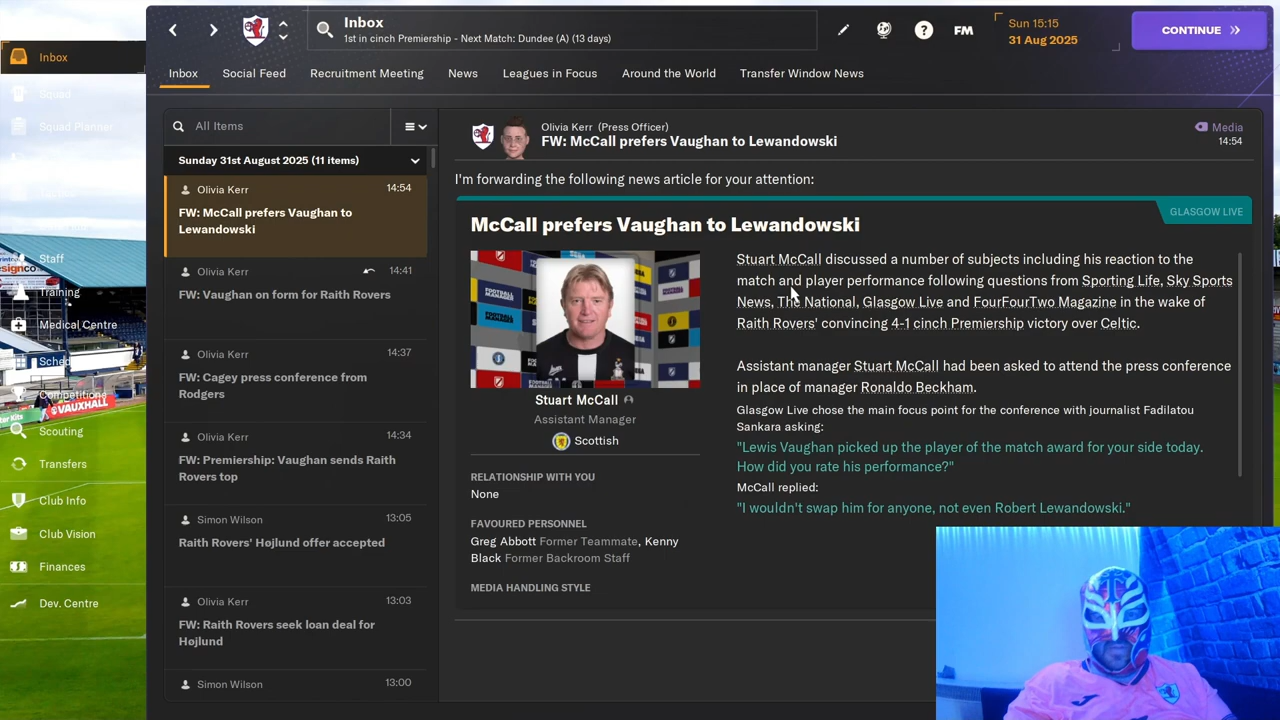 Inbox
1st in cinch Premiership - Next Match: Dundee (A) (13 days)
?
FM
Sun 15:15
31 Aug 2025
CONTINUE
Inbox
Social Feed
Recruitment Meeting
News
Leagues in Focus
Around the World
Transfer Window News
Inbox
Squad
Squad Planner
Staff
Training
Medical Centre
Sched
Competitions
Scouting
Transfers
Club Info
Club Vision
Finances
Dev. Centre
VAUXHALL
All Items
Sunday 31st August 2025 (11 items)
Olivia Kerr 14:54
FW: McCall prefers Vaughan to
Lewandowski
Olivia Kerr 14:41
FW: Vaughan on form for Raith Rovers
Olivia Kerr 14:37
FW: Cagey press conference from
Rodgers
Olivia Kerr 14:34
FW: Premiership: Vaughan sends Raith
Rovers top
Simon Wilson 13:05
Raith Rovers' Højlund offer accepted
Olivia Kerr 13:03
FW: Raith Rovers seek loan deal for
Højlund
Simon Wilson 13:00
Olivia Kerr (Press Officer)
FW: McCall prefers Vaughan to Lewandowski
Media
14:54
I'm forwarding the following news article for your attention:
McCall prefers Vaughan to Lewandowski
GLASGOW LIVE
Stuart McCall
Assistant Manager
Scottish
RELATIONSHIP WITH YOU
None
FAVOURED PERSONNEL
Greg Abbott Former Teammate, Kenny
Black Former Backroom Staff
MEDIA HANDLING STYLE
Stuart McCall discussed a number of subjects including his reaction to the
match and player performance following questions from Sporting Life, Sky Sports
News, The National, Glasgow Live and FourFourTwo Magazine in the wake of
Raith Rovers' convincing 4-1 cinch Premiership victory over Celtic.
Assistant manager Stuart McCall had been asked to attend the press conference
in place of manager Ronaldo Beckham.
Glasgow Live chose the main focus point for the conference with journalist Fadilatou
Sankara asking:
"Lewis Vaughan picked up the player of the match award for your side today.
How did you rate his performance?"
McCall replied:
"I wouldn't swap him for anyone, not even Robert Lewandowski."